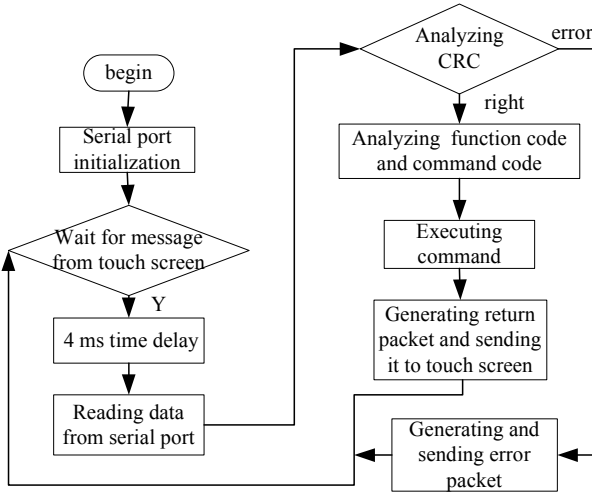 begin
Serial port
initialization
Wait for message
from touch screen
Y
4 ms time delay
Reading data
from serial port
Analyzing
CRC
error
right
Analyzing function code
and command code
Executing
command
Generating return
packet and sending
it to touch screen
Generating and
sending error
packet